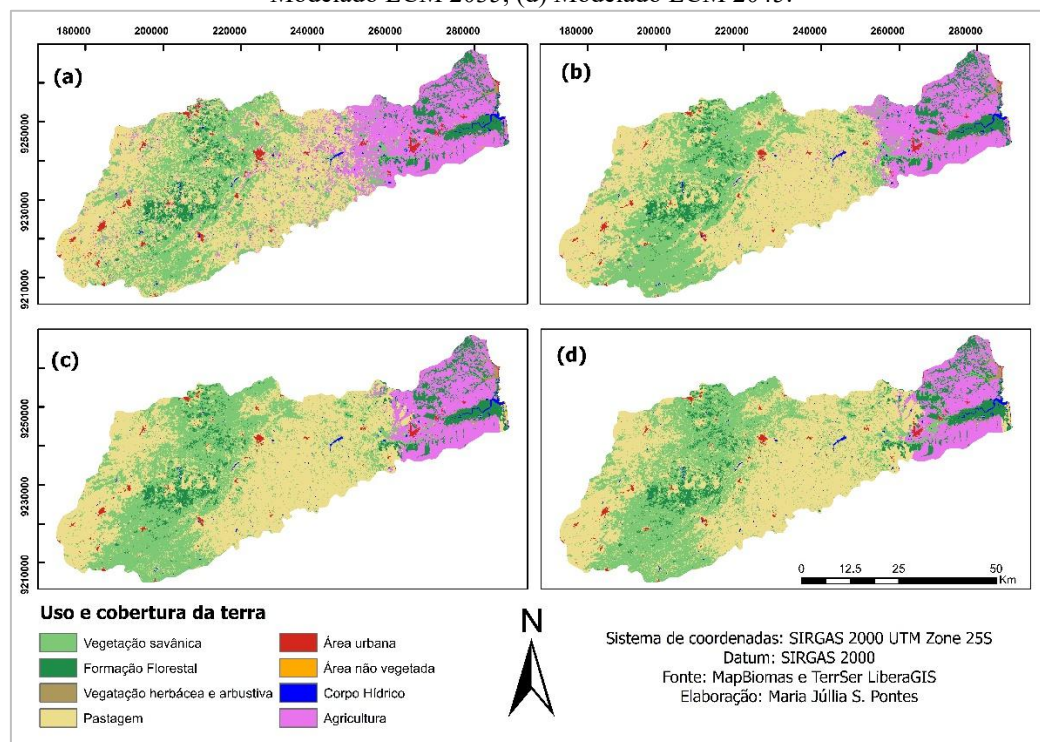 Modelado LCM 2035; (d) Modelado LCM 2045.
180000 200000 220000 240000 260000 280000
180000 200000 220000 240000 260000 280000
(a)
(b)
9250000
9230000
9210000
(c)
(d)
9250000
9230000
9210000
0 12.5 25 50
Km
Uso e cobertura da terra
Vegetação savânica
Formação Florestal
Vegatação herbácea e arbustiva
Pastagem
Área urbana
Área não vegetada
Corpo Hídrico
Agricultura
N
Sistema de coordenadas: SIRGAS 2000 UTM Zone 25S
Datum: SIRGAS 2000
Fonte: MapBiomas e TerrSer LiberaGIS
Elaboração: Maria Júllia S. Pontes